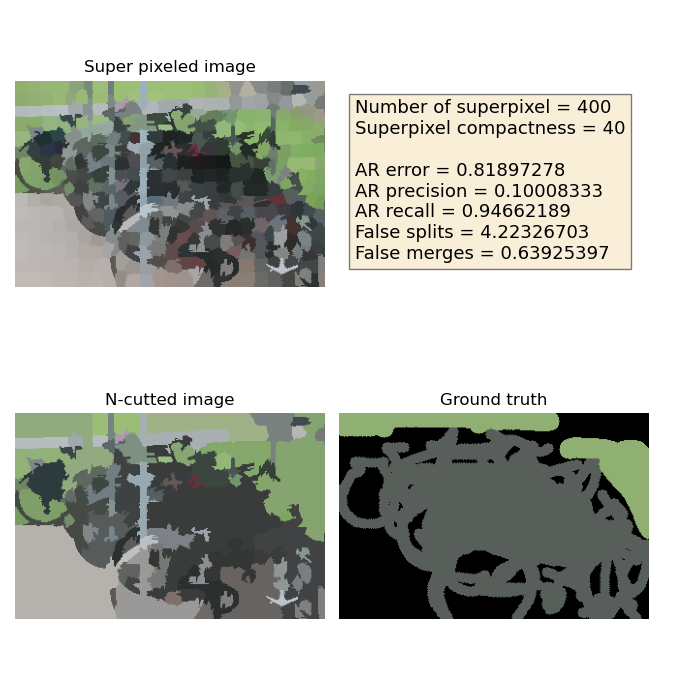 Super pixeled image
Number of superpixel = 400
Superpixel compactness = 40
AR error = 0.81897278
AR precision = 0.10008333
AR recall = 0.94662189
False splits = 4.22326703
False merges = 0.63925397
N-cutted image
Ground truth